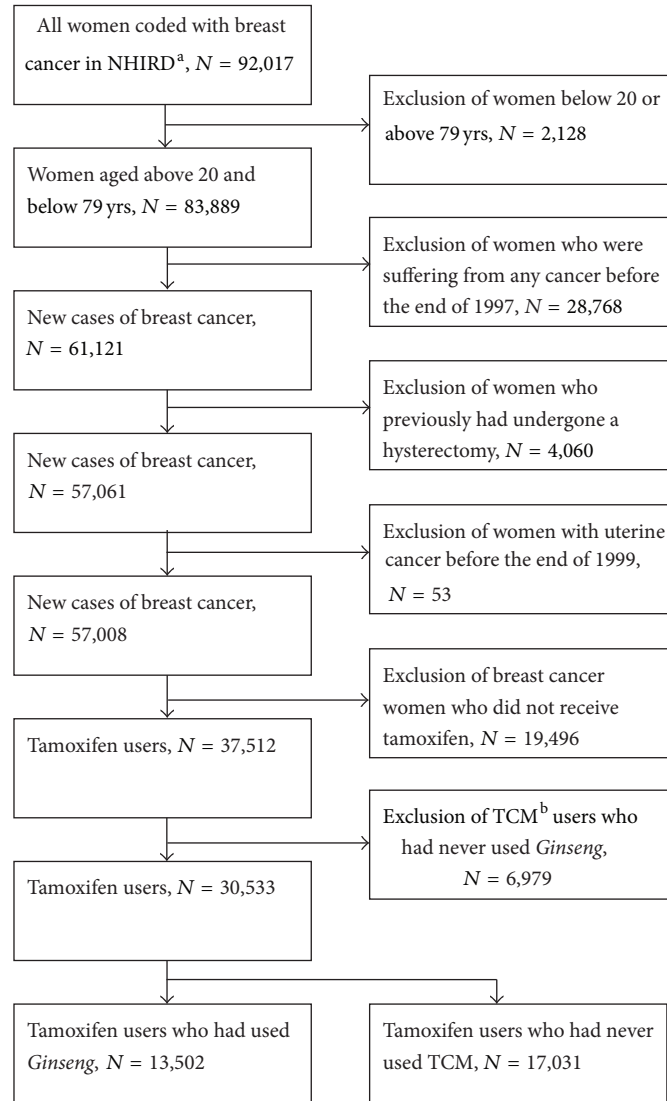 All women coded with breast
cancer in NHIRDᵃ, N = 92,017
Exclusion of women below 20 or
above 79 yrs, N = 2,128
Women aged above 20 and
below 79 yrs, N = 83,889
Exclusion of women who were
suffering from any cancer before
the end of 1997, N = 28,768
New cases of breast cancer,
N = 61,121
Exclusion of women who
previously had undergone a
hysterectomy, N = 4,060
New cases of breast cancer,
N = 57,061
Exclusion of women with uterine
cancer before the end of 1999,
N = 53
New cases of breast cancer,
N = 57,008
Exclusion of breast cancer
women who did not receive
tamoxifen, N = 19,496
Tamoxifen users, N = 37,512
Exclusion of TCMᵇ users who
had never used Ginseng,
N = 6,979
Tamoxifen users, N = 30,533
Tamoxifen users who had used
Ginseng, N = 13,502
Tamoxifen users who had never
used TCM, N = 17,031